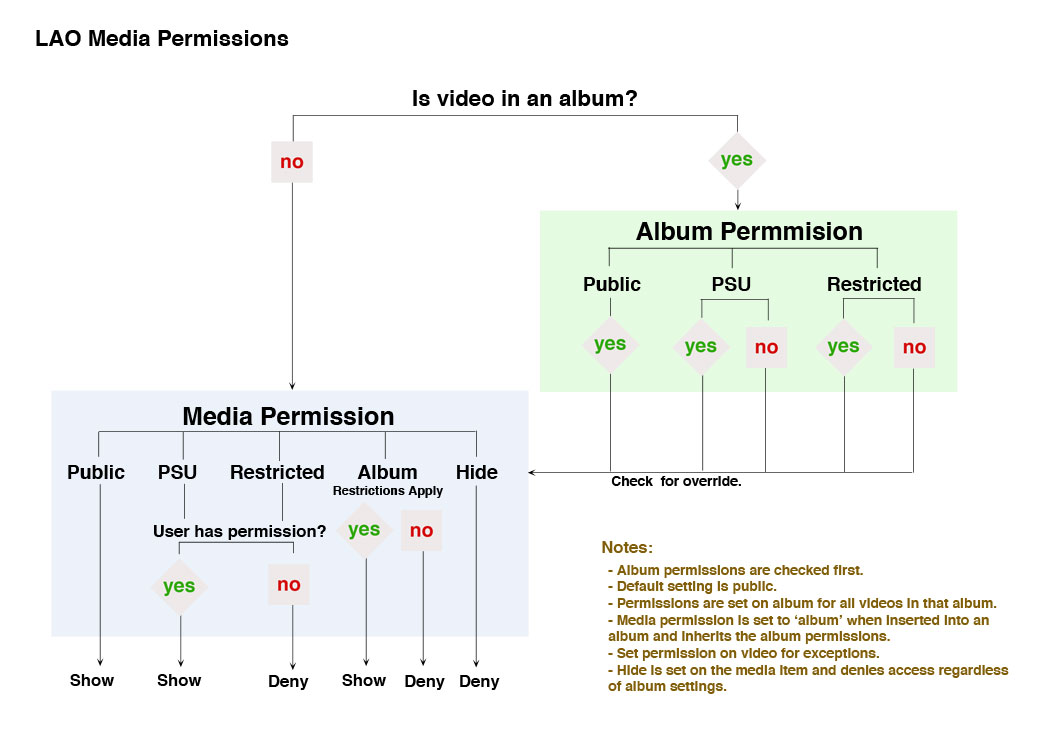 LAO Media Permissions
Is video in an album?
no
yes
Album Permmision
Public
PSU
Restricted
yes
yes
no
yes
no
Media Permission
Public
PSU
Restricted
Album
Hide
Restrictions Apply
Check for override.
User has permission?
yes
no
yes
no
Notes:
- Album permissions are checked first.
- Default setting is public.
- Permissions are set on album for all videos in that album.
- Media permission is set to ‘album’ when inserted into an
album and inherits the album permissions.
- Set permission on video for exceptions.
- Hide is set on the media item and denies access regardless
of album settings.
Show
Show
Deny
Show
Deny
Deny